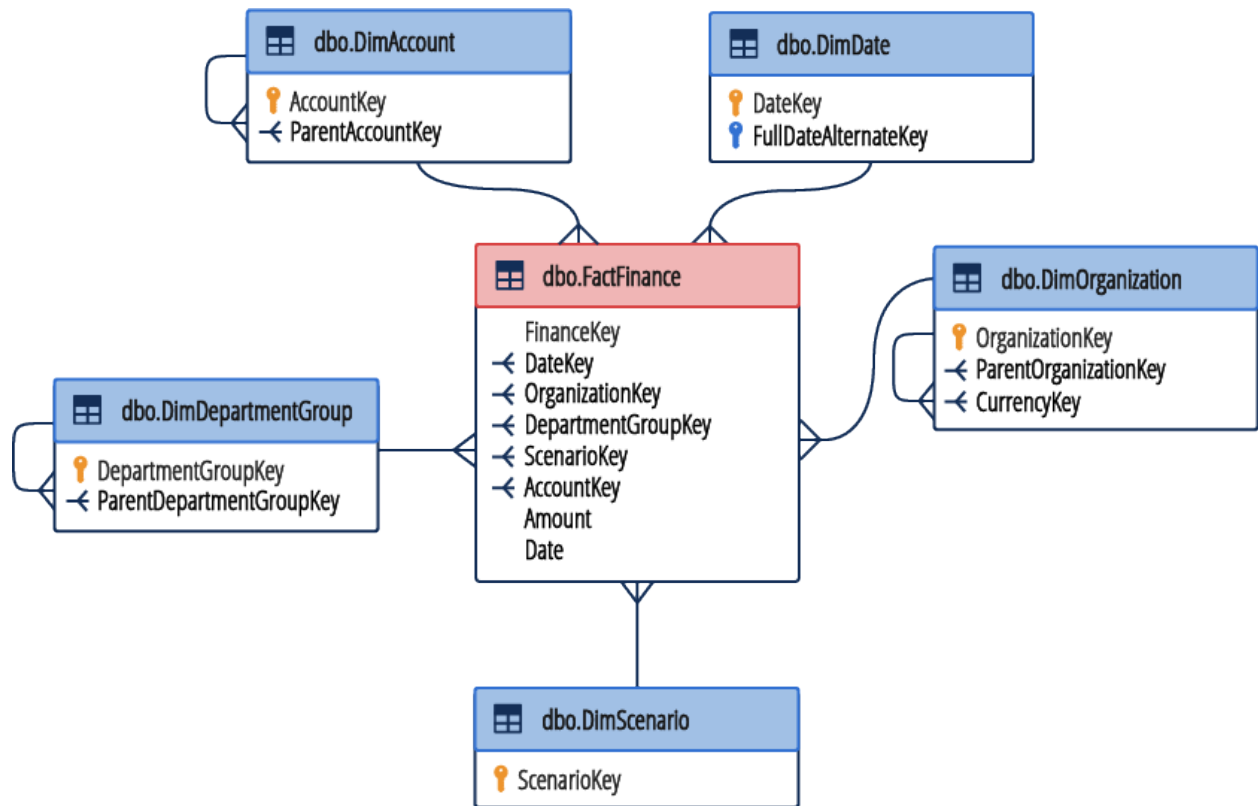 dbo.DimAccount
AccountKey
ParentAccountKey
dbo.DimDate
DateKey
FullDateAlternateKey
dbo.FactFinance
FinanceKey
DateKey
OrganizationKey
DepartmentGroupKey
ScenarioKey
AccountKey
Amount
Date
dbo.DimOrganization
OrganizationKey
ParentOrganizationKey
CurrencyKey
dbo.DimDepartmentGroup
DepartmentGroupKey
ParentDepartmentGroupKey
dbo.DimScenario
ScenarioKey